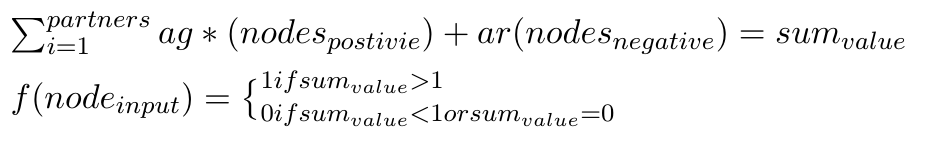 ∑_{i=1}^{partners} ag * (nodes_{postivie}) + ar(nodes_{negative}) = sum_{value}
f(node_{input}) = {^{1ifsum_{value}>1}_{0ifsum_{value}<1orsum_{value}=0}